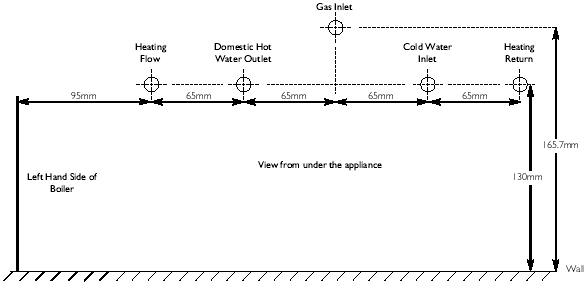 Gas Inlet
Heating
Flow
Domestic Hot
Water Outlet
Cold Water
Inlet
Heating
Return
95mm
65mm
65mm
65mm
65mm
165.7mm
View from under the appliance
Left Hand Side of
Boiler
130mm
Wall